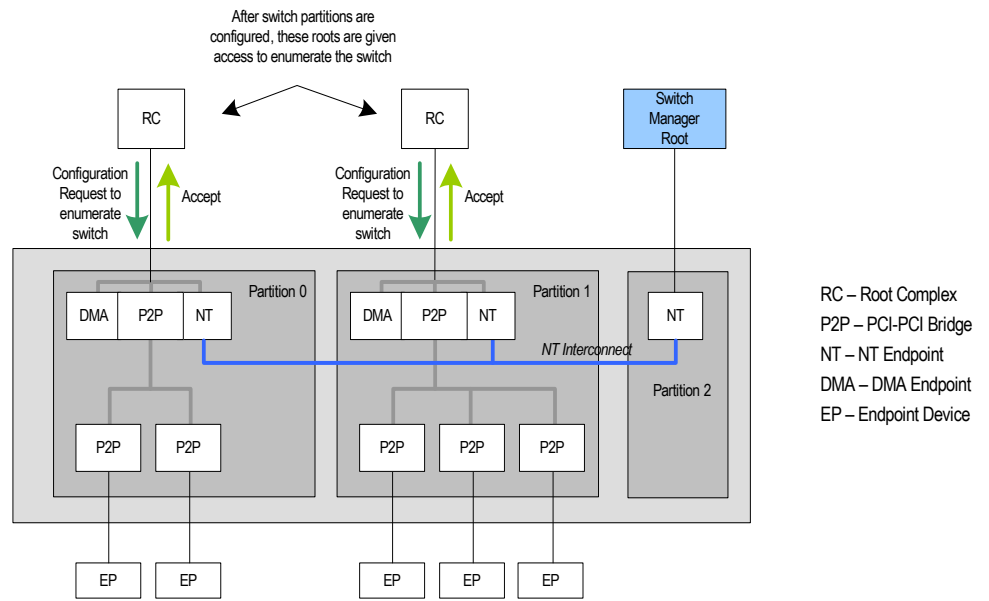 After switch partitions are
configured, these roots are given
access to enumerate the switch
RC
RC
Switch
Manager
Root
Configuration
Request to
enumerate
switch
Accept
Configuration
Request to
enumerate
switch
Accept
Partition 0
DMA
P2P
NT
Partition 1
DMA
P2P
NT
NT
NT Interconnect
Partition 2
P2P
P2P
P2P
P2P
P2P
EP
EP
EP
EP
EP
RC – Root Complex
P2P – PCI-PCI Bridge
NT – NT Endpoint
DMA – DMA Endpoint
EP – Endpoint Device